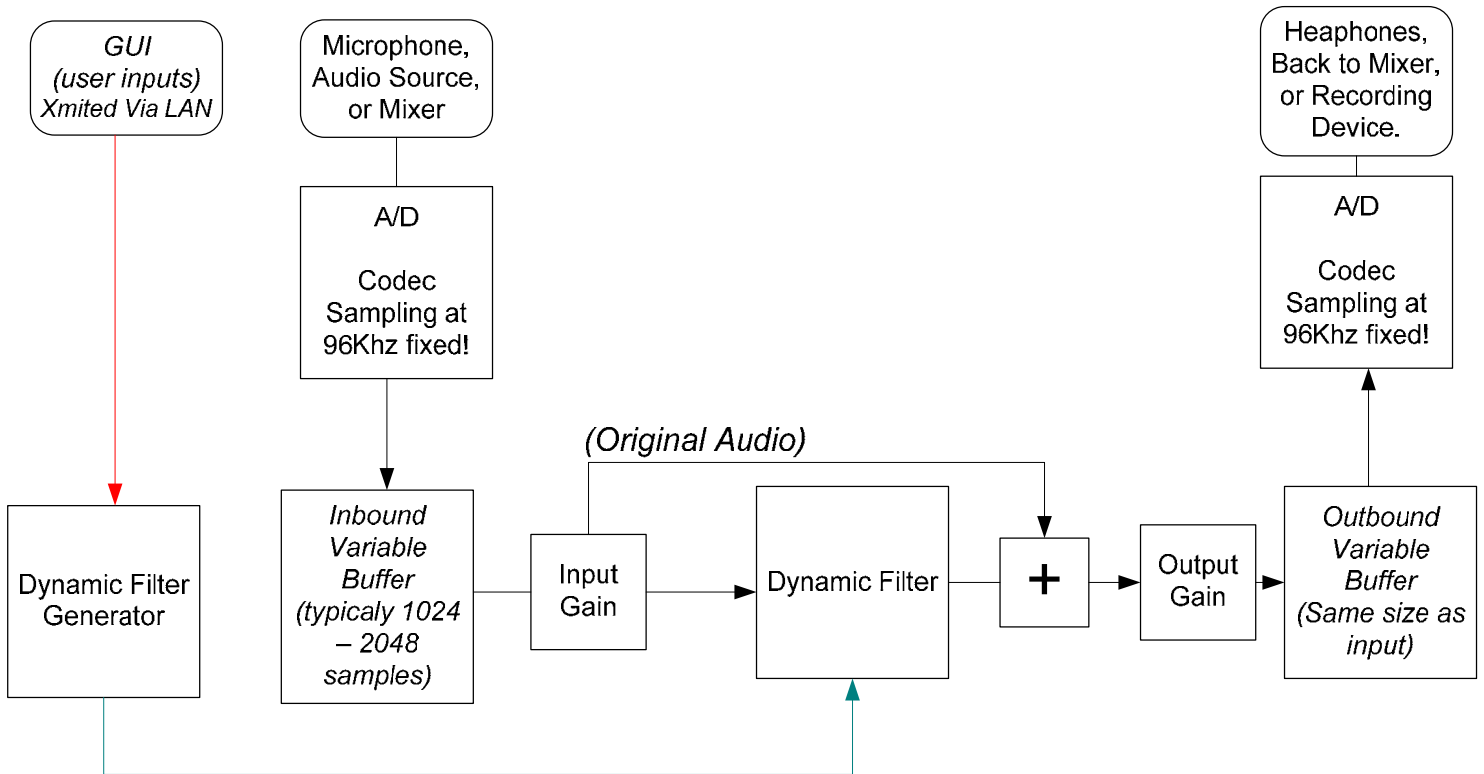 GUI
(user inputs)
Xmited Via LAN
Microphone,
Audio Source,
or Mixer
Heaphones,
Back to Mixer,
or Recording
Device.
A/D
Codec
Sampling at
96Khz fixed!
A/D
Codec
Sampling at
96Khz fixed!
(Original Audio)
Dynamic Filter
Generator
Inbound
Variable
Buffer
(typicaly 1024
– 2048
samples)
Input
Gain
Dynamic Filter
+
Output
Gain
Outbound
Variable
Buffer
(Same size as
input)